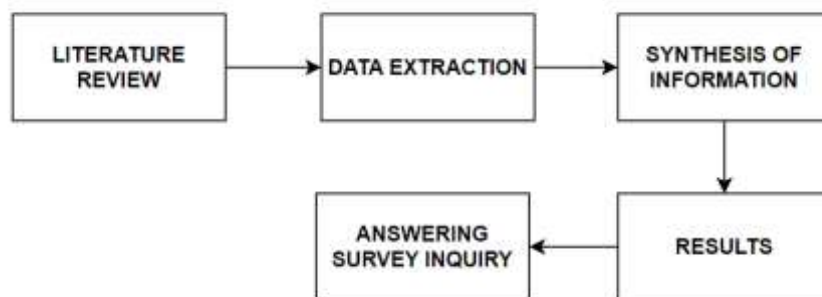 LITERATURE
REVIEW
DATA EXTRACTION
SYNTHESIS OF
INFORMATION
RESULTS
ANSWERING
SURVEY INQUIRY